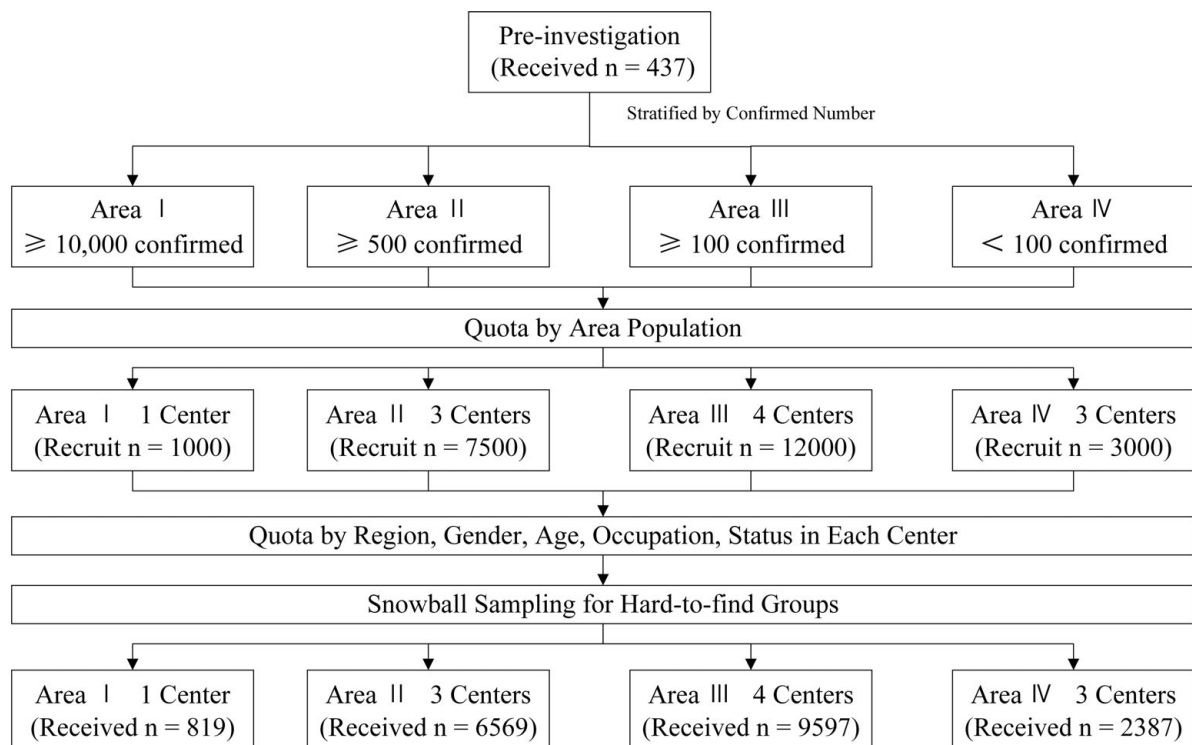 Pre-investigation
(Received n = 437)
Stratified by Confirmed Number
Area Ⅰ
≥ 10,000 confirmed
Area Ⅱ
≥ 500 confirmed
Area Ⅲ
≥ 100 confirmed
Area Ⅳ
< 100 confirmed
Quota by Area Population
Area Ⅰ 1 Center
(Recruit n = 1000)
Area Ⅱ 3 Centers
(Recruit n = 7500)
Area Ⅲ 4 Centers
(Recruit n = 12000)
Area Ⅳ 3 Centers
(Recruit n = 3000)
Quota by Region, Gender, Age, Occupation, Status in Each Center
Snowball Sampling for Hard-to-find Groups
Area Ⅰ 1 Center
(Received n = 819)
Area Ⅱ 3 Centers
(Received n = 6569)
Area Ⅲ 4 Centers
(Received n = 9597)
Area Ⅳ 3 Centers
(Received n = 2387)